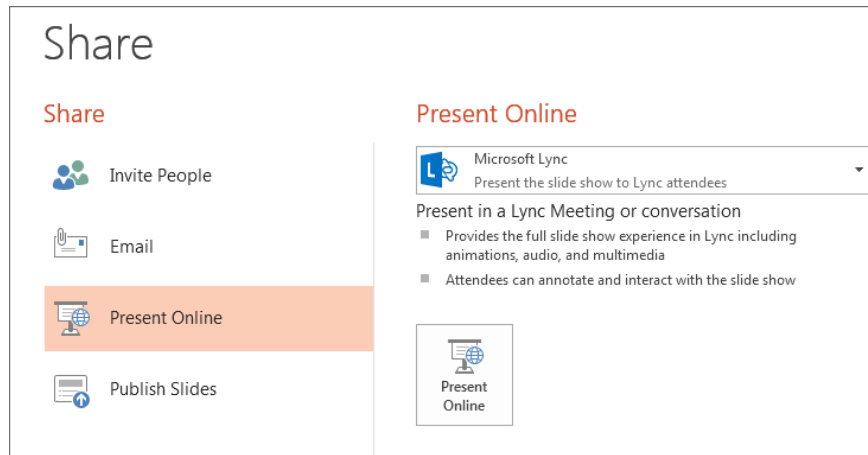 Share
Share
Invite People
Email
Present Online
Publish Slides
Present Online
L
Microsoft Lync
Present the slide show to Lync attendees
Present in a Lync Meeting or conversation
Provides the full slide show experience in Lync including
animations, audio, and multimedia
Attendees can annotate and interact with the slide show
Present
Online